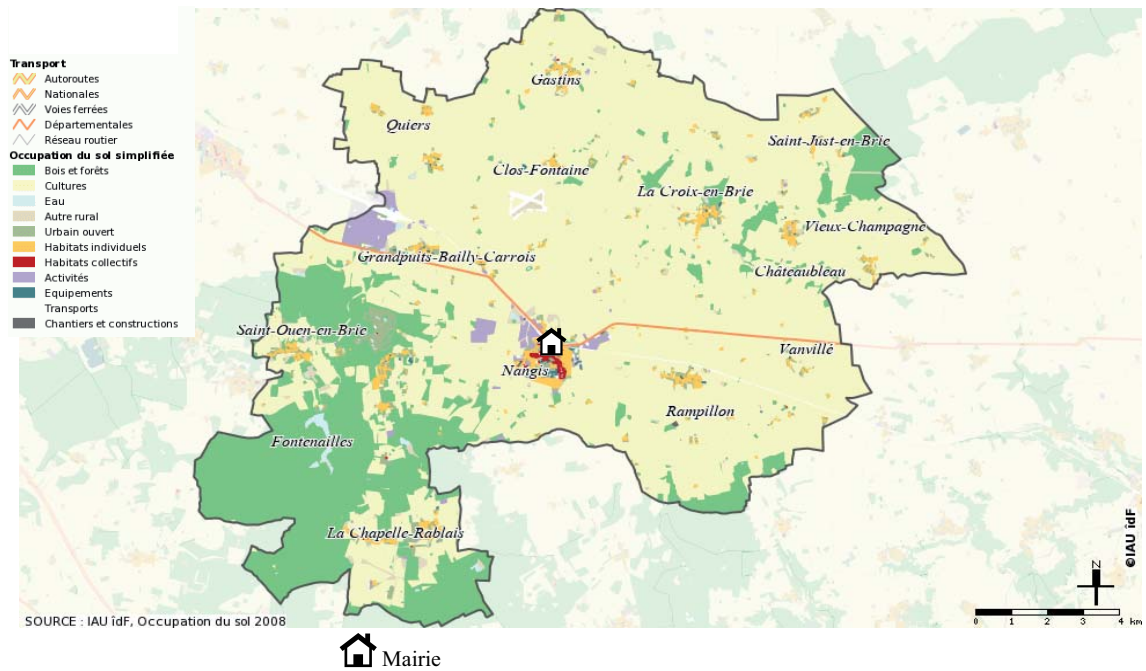 Transport
Autoroutes
Nationales
Voies ferrées
Départementales
Réseau routier
Occupation du sol simplifiée
Bois et forêts
Cultures
Eau
Autre rural
Urbain ouvert
Habitats individuels
Habitats collectifs
Activités
Equipements
Transports
Chantiers et constructions
Gastins
Quiers
Saint-Just-en-Brie
Clos-Fontaine
La Croix-en-Brie
Vieux-Champagne
Grandpuits-Bailly-Carrois
Châteaubleau
Saint-Ouen-en-Brie
Vanvillé
Nangis
Rampillon
Fontenailles
La Chapelle-Rablais
©IAU îdF
N
0 1 2 3 4 km
SOURCE : IAU îdF, Occupation du sol 2008
Mairie